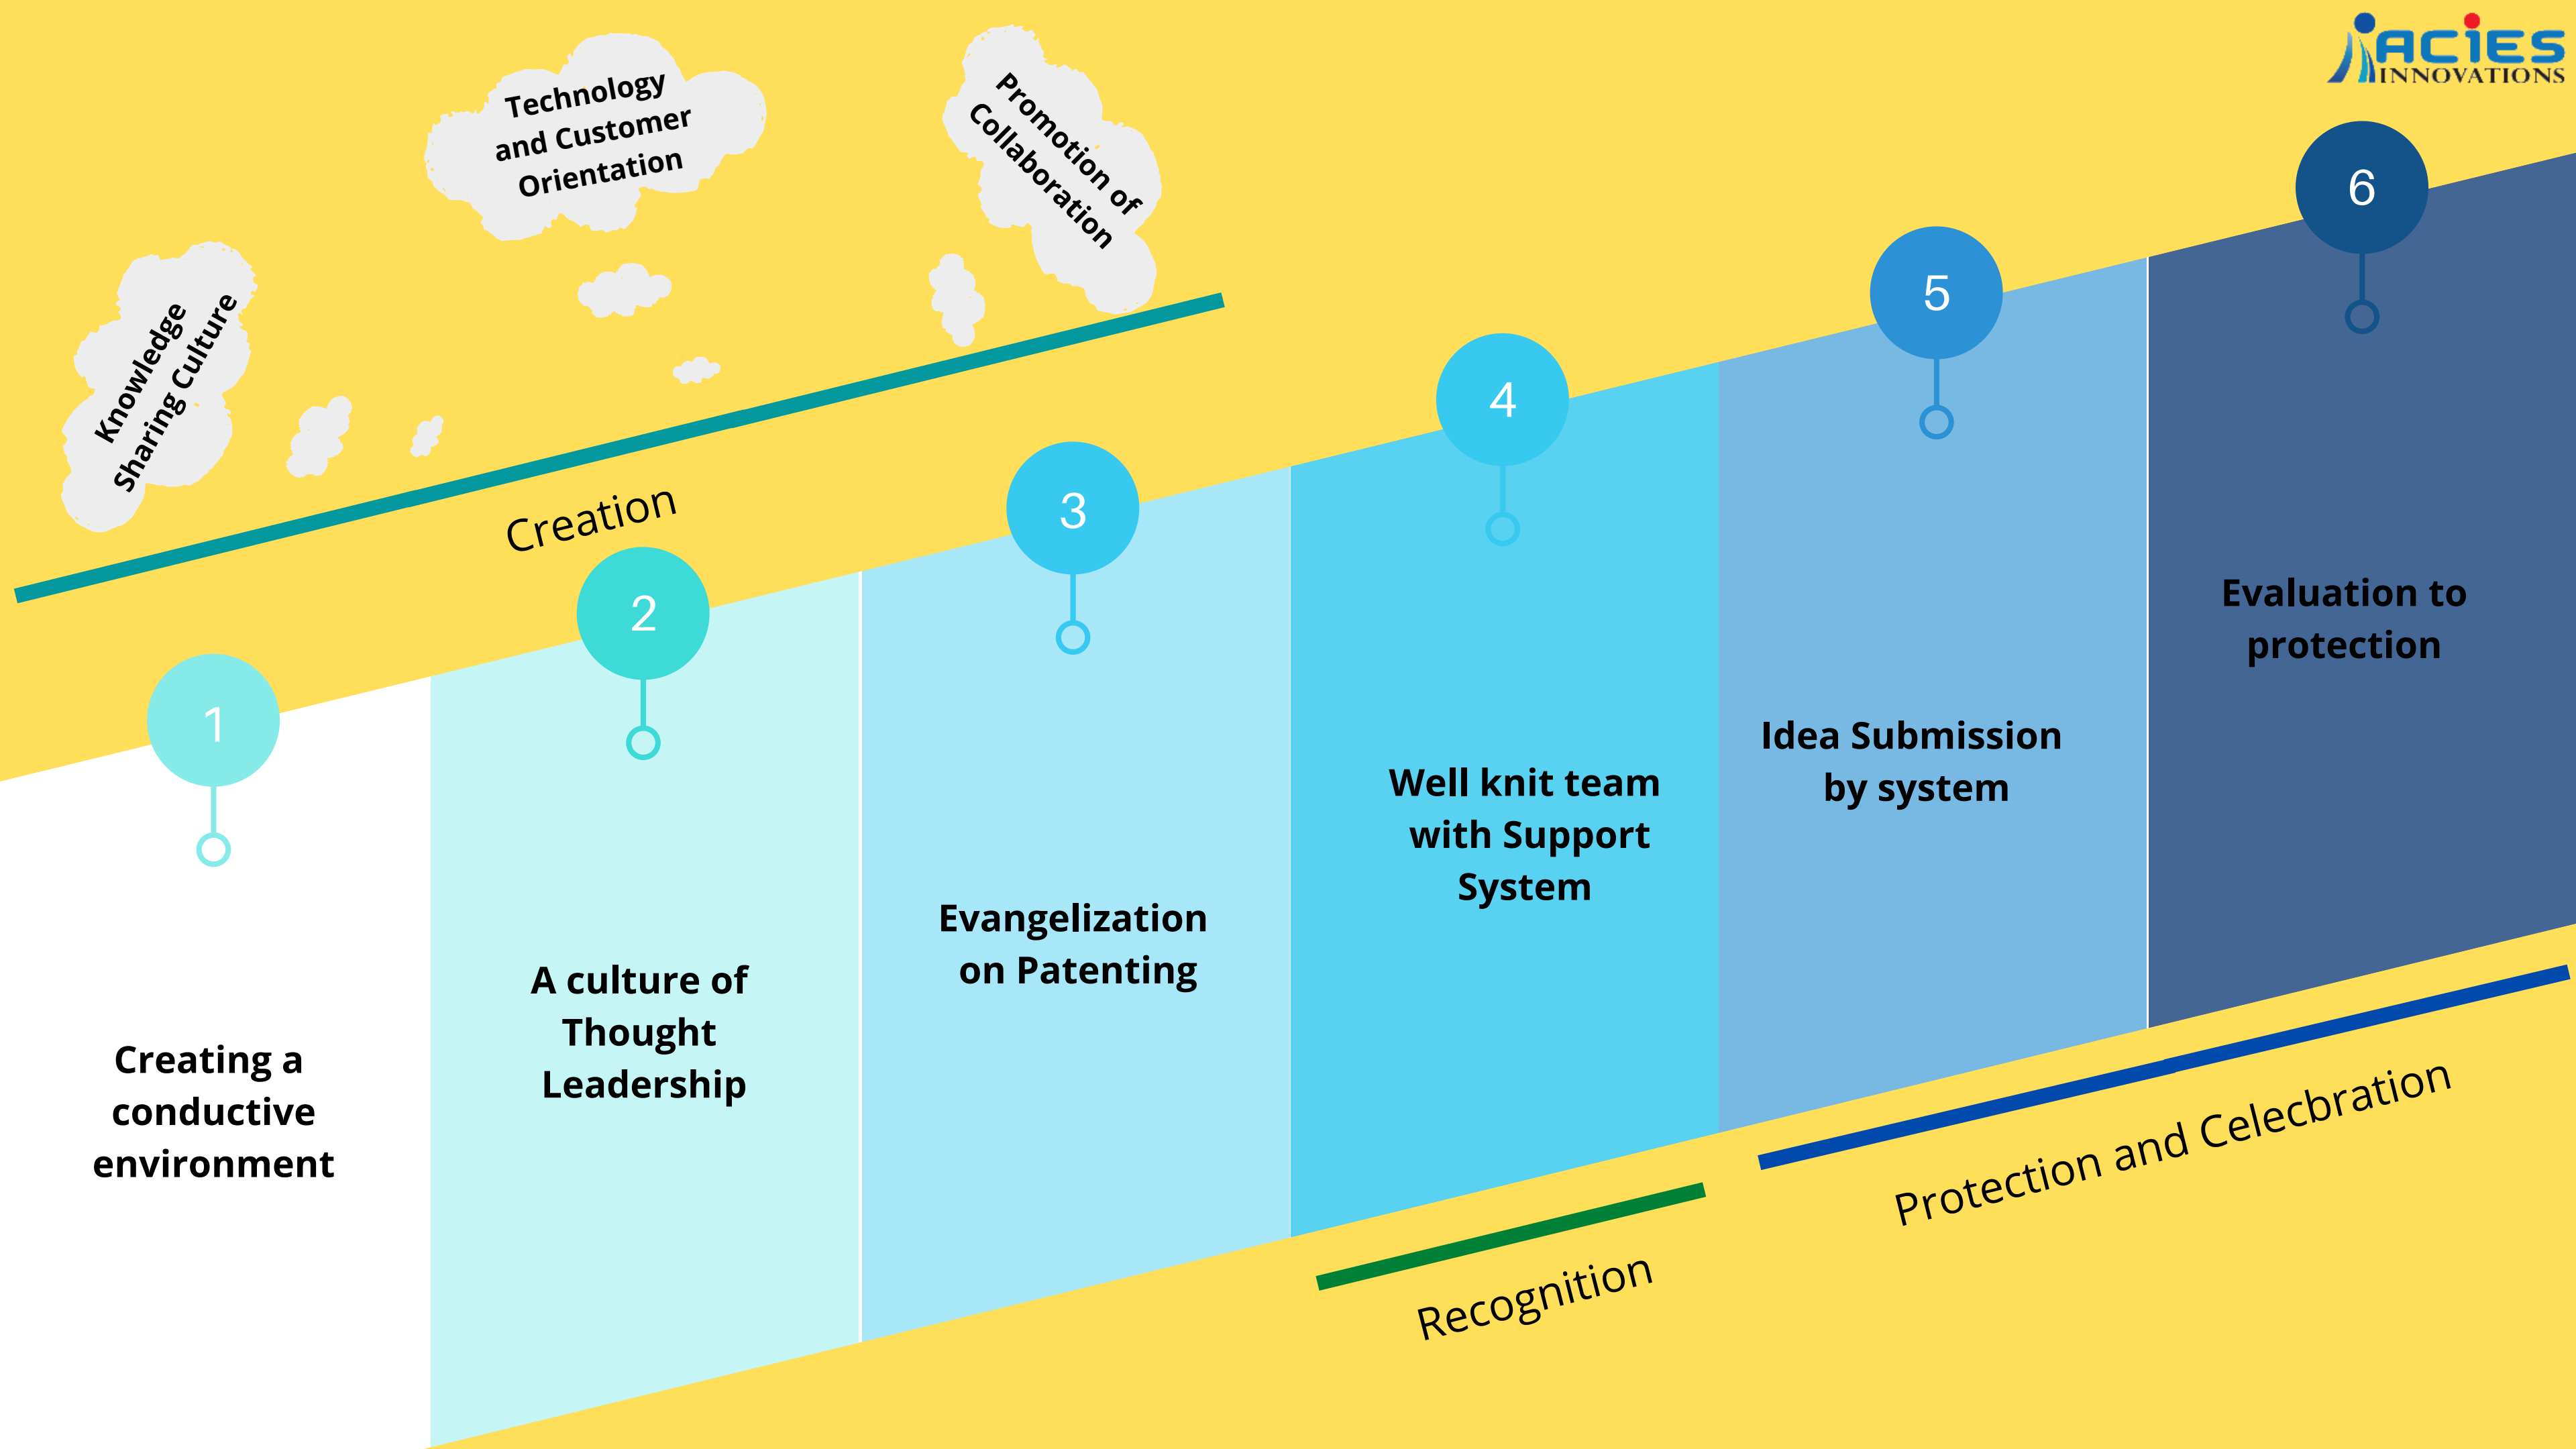 ACiES
INNOVATIONS
Knowledge
Sharing Culture
Technology
and Customer
Orientation
Promotion of
Collaboration
Creation
1
Creating a
conductive
environment
2
A culture of
Thought
Leadership
3
Evangelization
on Patenting
4
Well knit team
with Support
System
5
Idea Submission
by system
6
Evaluation to
protection
Recognition
Protection and Celecbration